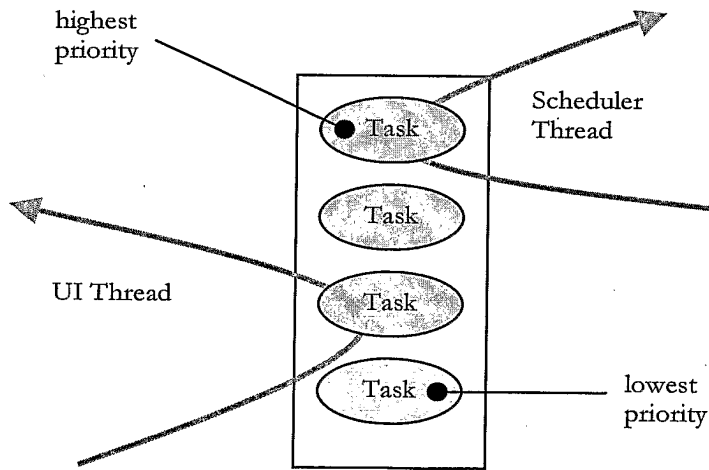 highest
priority
Task
Scheduler
Thread
Task
UI Thread
Task
Task
lowest
priority